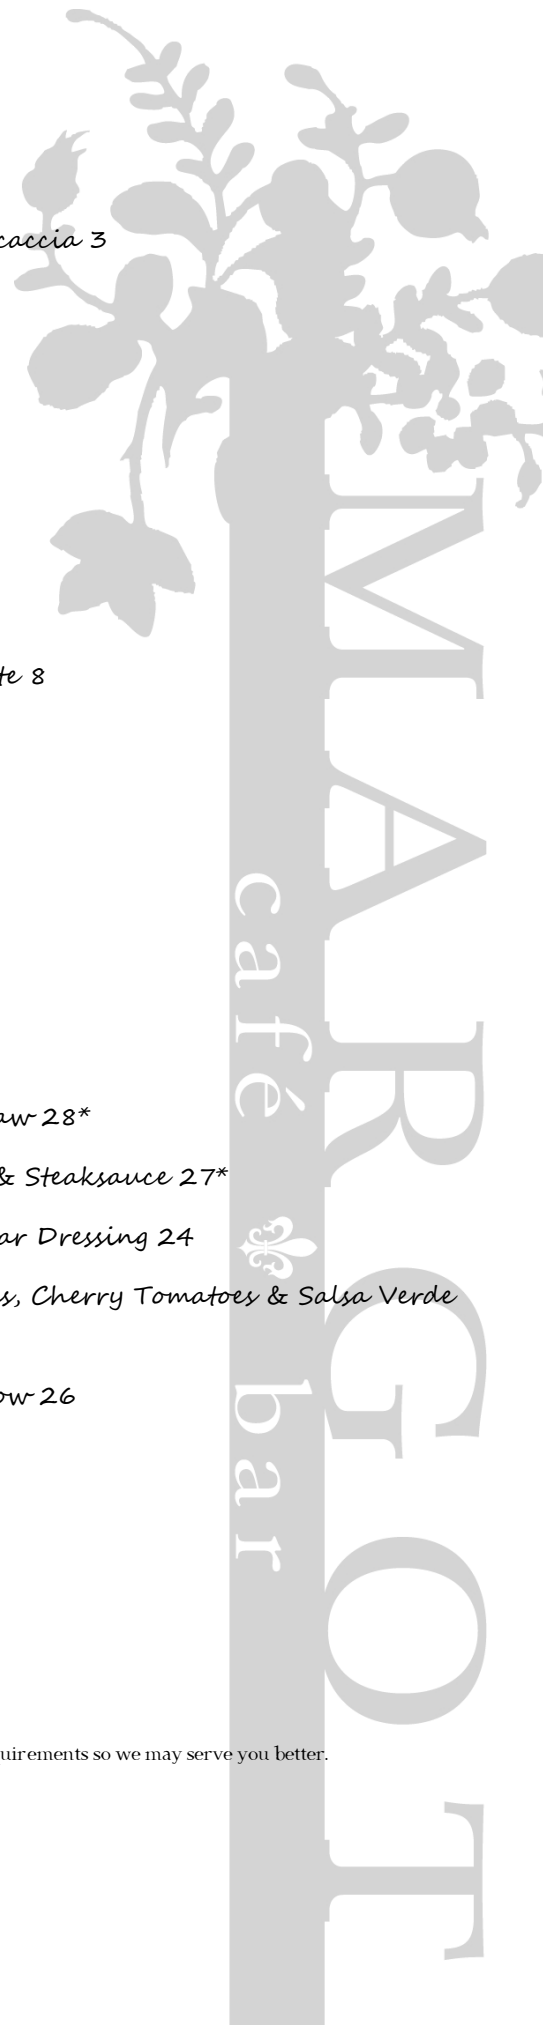 caccia 3
te 8
aw 28*
& Steaksauce 27*
ar Dressing 24
s, Cherry Tomatoes & Salsa Verde
ow 26
uirements so we may serve you better.
MARGOT
café bar